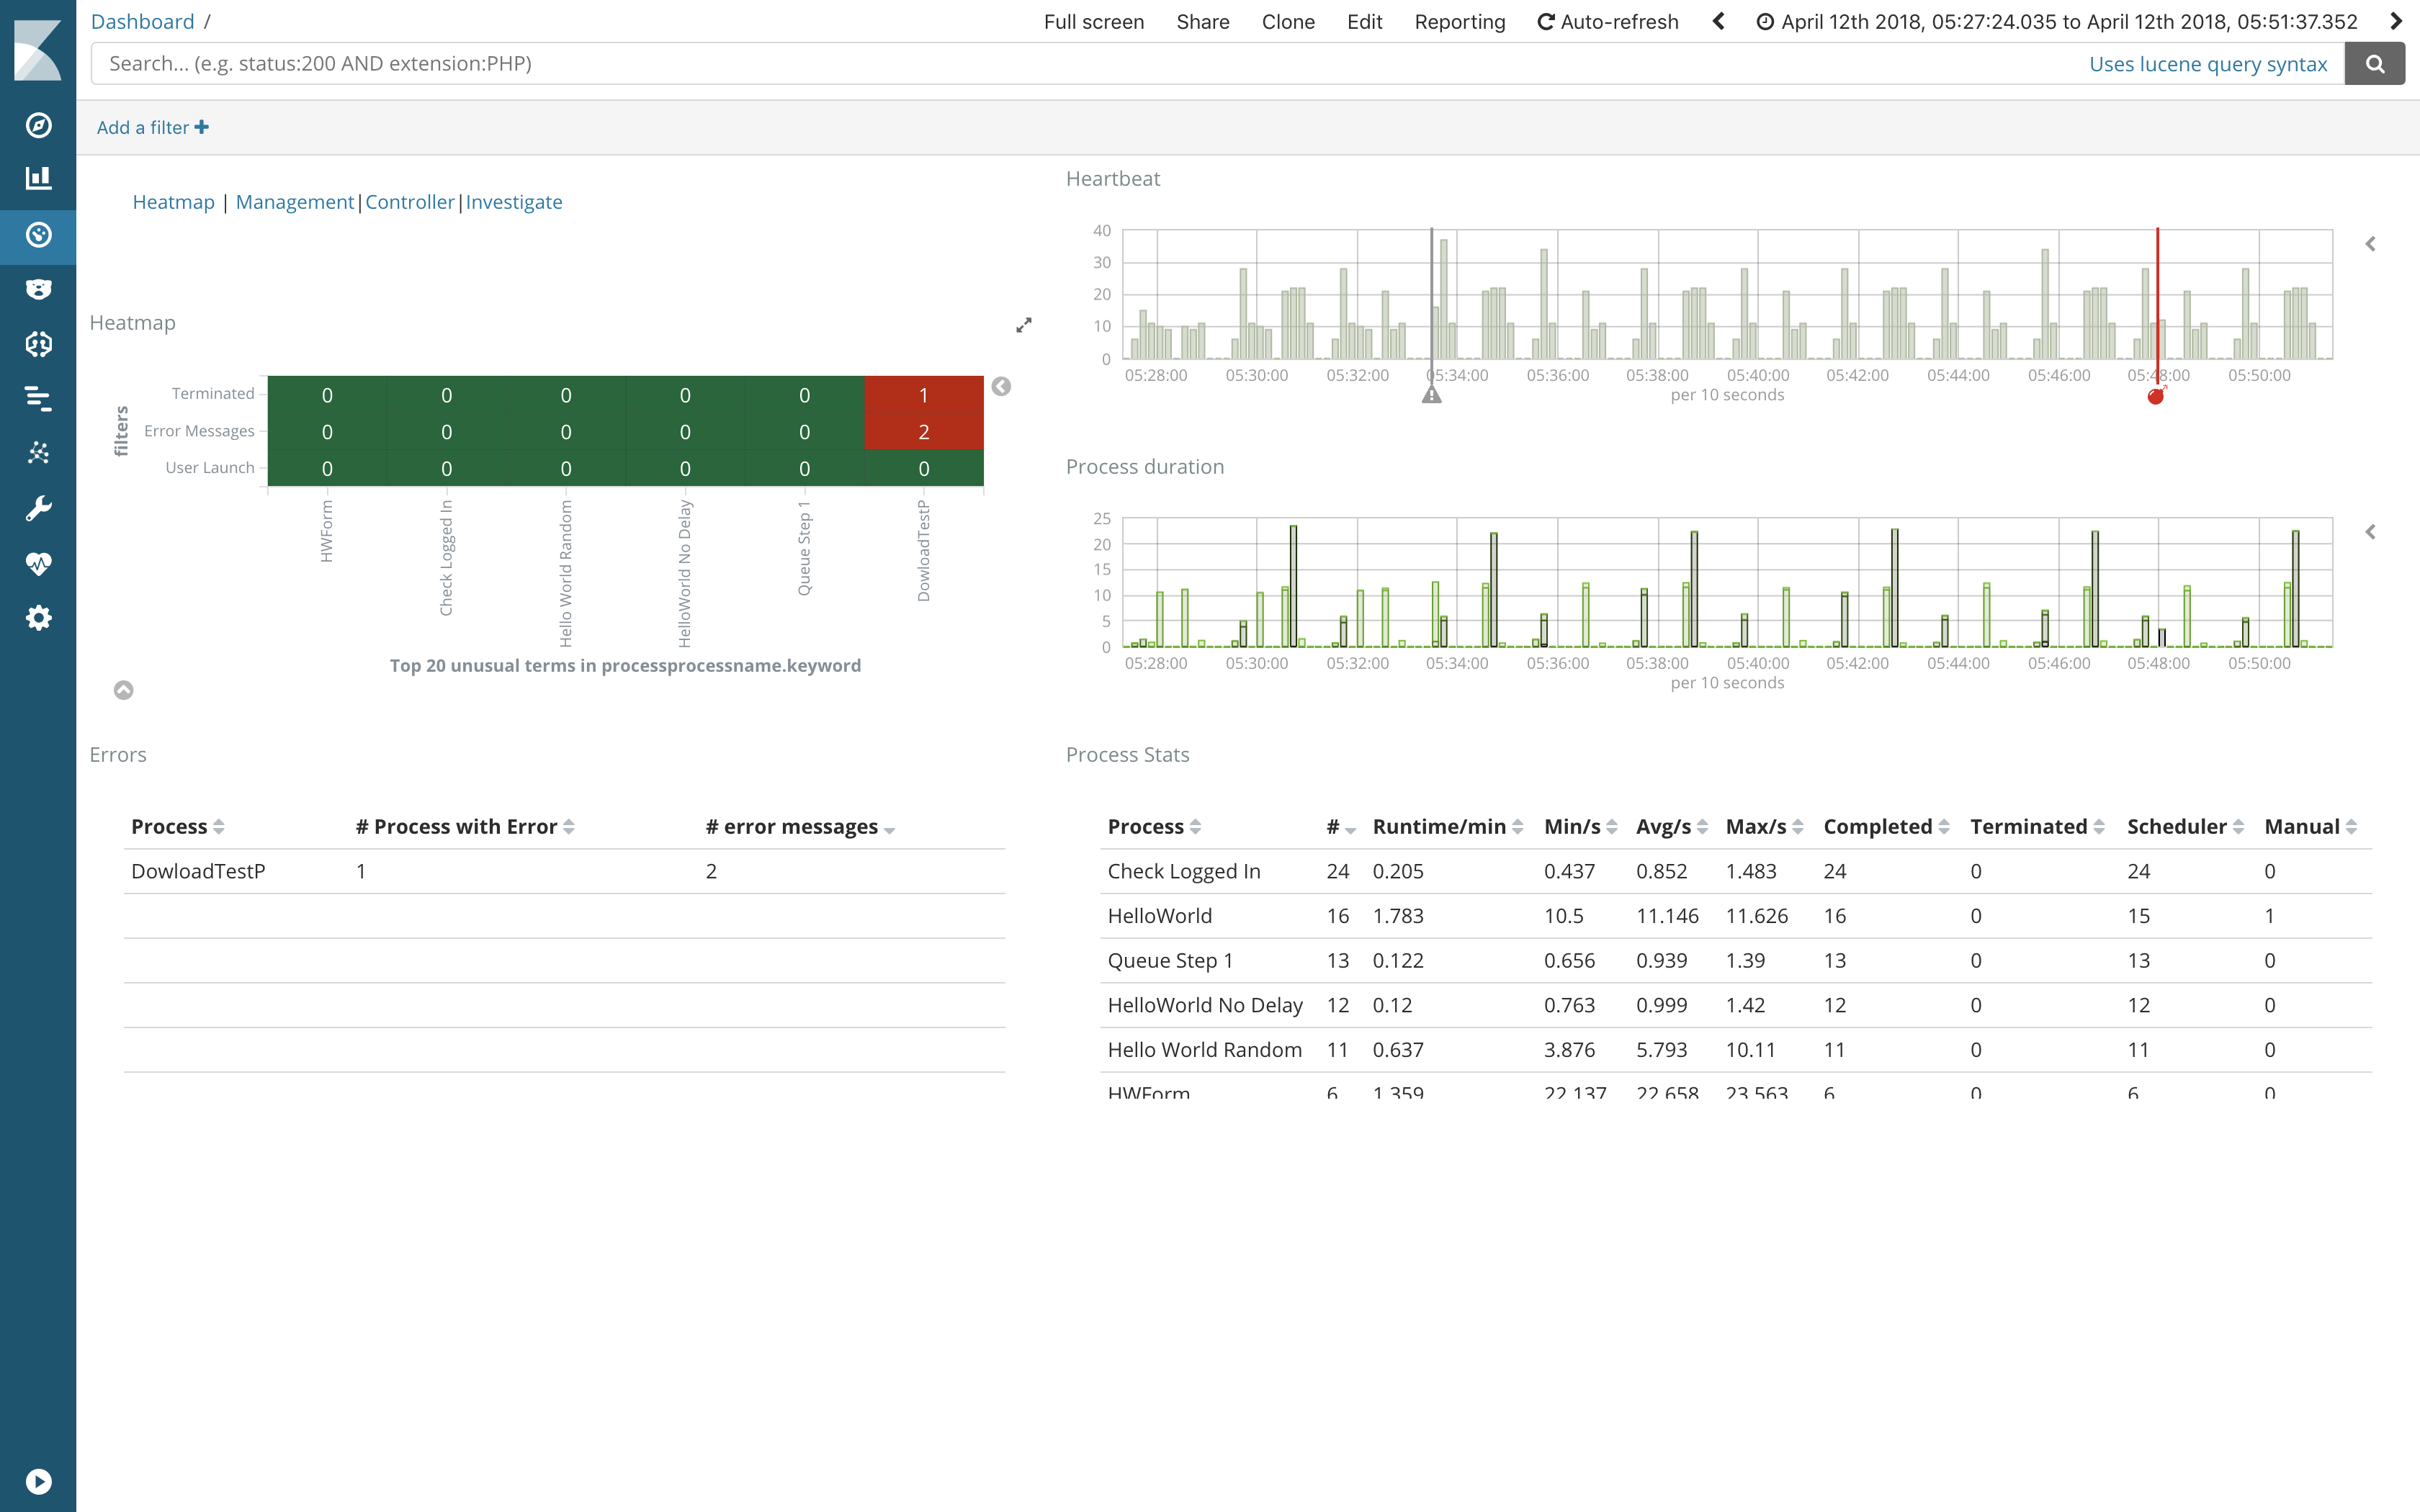 Dashboard /
Full screen Share Clone Edit Reporting Auto-refresh April 12th 2018, 05:27:24.035 to April 12th 2018, 05:51:37.352
Search... (e.g. status:200 AND extension:PHP) Uses lucene query syntax
Add a filter
Heatmap | Management|Controller|Investigate
Heatmap
filters
Terminated 0 0 0 0 0 1
Error Messages 0 0 0 0 0 2
User Launch 0 0 0 0 0 0
HWForm Check Logged In Hello World Random HelloWorld No Delay Queue Step 1 DowloadTestP
Top 20 unusual terms in processprocessname.keyword
Heartbeat
40
30
20
10
0
05:28:00 05:30:00 05:32:00 05:34:00 05:36:00 05:38:00 05:40:00 05:42:00 05:44:00 05:46:00 05:48:00 05:50:00
per 10 seconds
Process duration
25
20
15
10
5
0
05:28:00 05:30:00 05:32:00 05:34:00 05:36:00 05:38:00 05:40:00 05:42:00 05:44:00 05:46:00 05:48:00 05:50:00
per 10 seconds
Errors
Process # Process with Error # error messages
DowloadTestP 1 2
Process Stats
Process # Runtime/min Min/s Avg/s Max/s Completed Terminated Scheduler Manual
Check Logged In 24 0.205 0.437 0.852 1.483 24 0 24 0
HelloWorld 16 1.783 10.5 11.146 11.626 16 0 15 1
Queue Step 1 13 0.122 0.656 0.939 1.39 13 0 13 0
HelloWorld No Delay 12 0.12 0.763 0.999 1.42 12 0 12 0
Hello World Random 11 0.637 3.876 5.793 10.11 11 0 11 0
HWForm 6 1.359 22.137 22.658 23.563 6 0 6 0